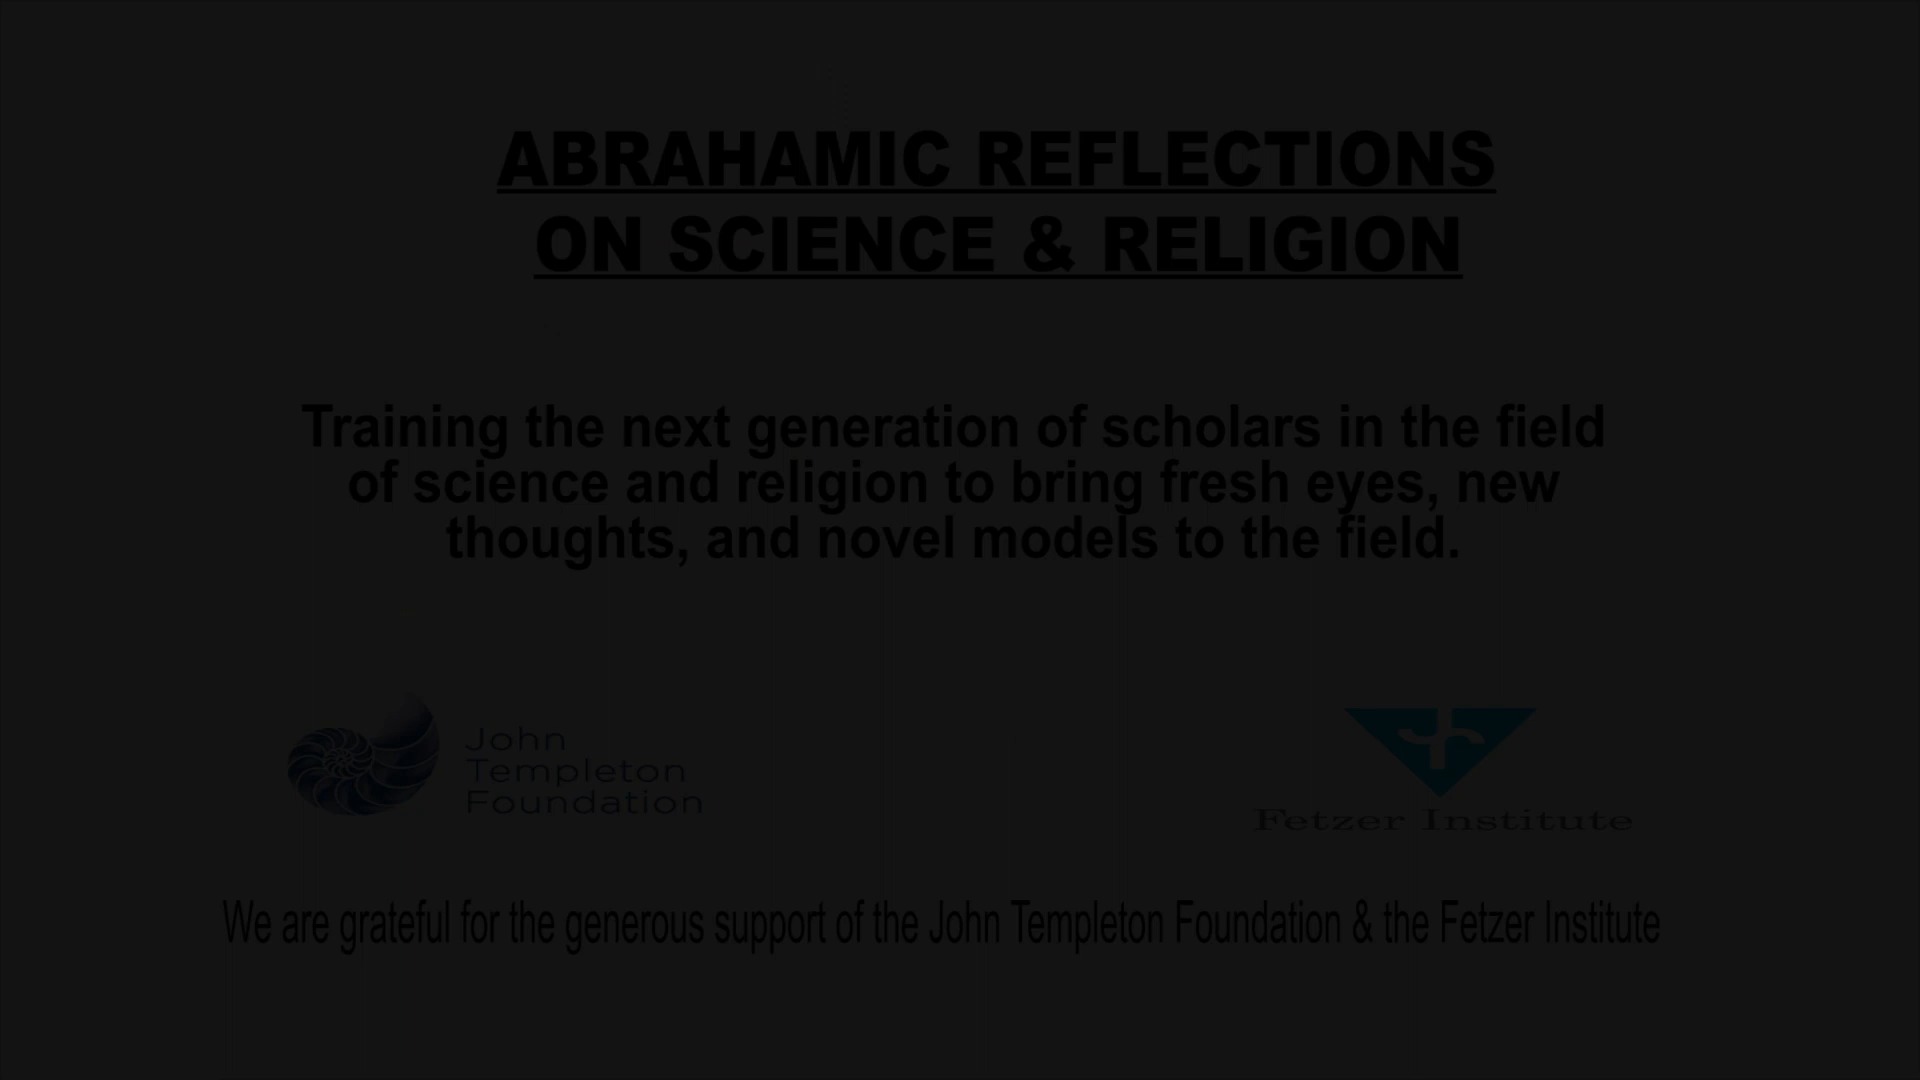 ABRAHAMIC REFLECTIONS
ON SCIENCE & RELIGION
Training the next generation of scholars in the field
of science and religion to bring fresh eyes, new
thoughts, and novel models to the field.
John
Templeton
Foundation
Fetzer Institute
We are grateful for the generous support of the John Templeton Foundation & the Fetzer Institute